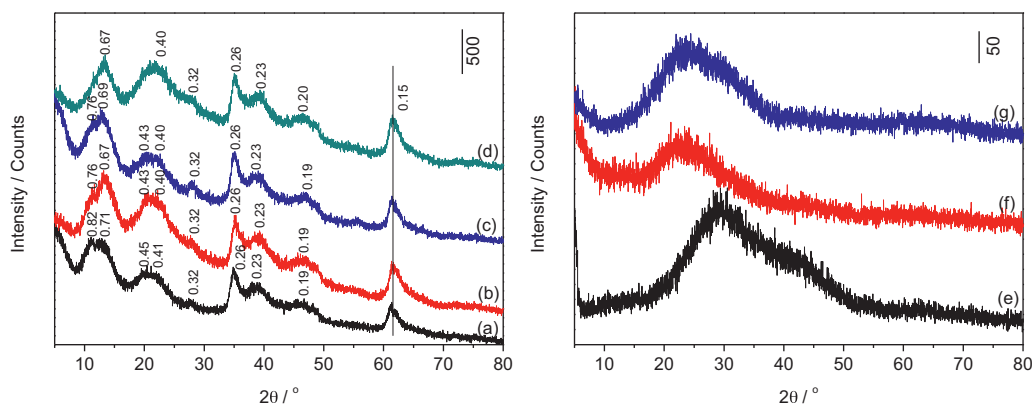 0.67
0.40
0.32
0.26
0.23
0.20
0.15
500
(d)
0.76
0.69
0.43
0.40
0.32
0.26
0.23
0.19
(c)
0.76
0.67
0.43
0.40
0.32
0.26
0.23
0.19
(b)
0.82
0.71
0.45
0.41
0.32
0.26
0.23
0.19
(a)
Intensity / Counts
10 20 30 40 50 60 70 80
2θ / °
50
(g)
(f)
(e)
Intensity / Counts
10 20 30 40 50 60 70 80
2θ / °